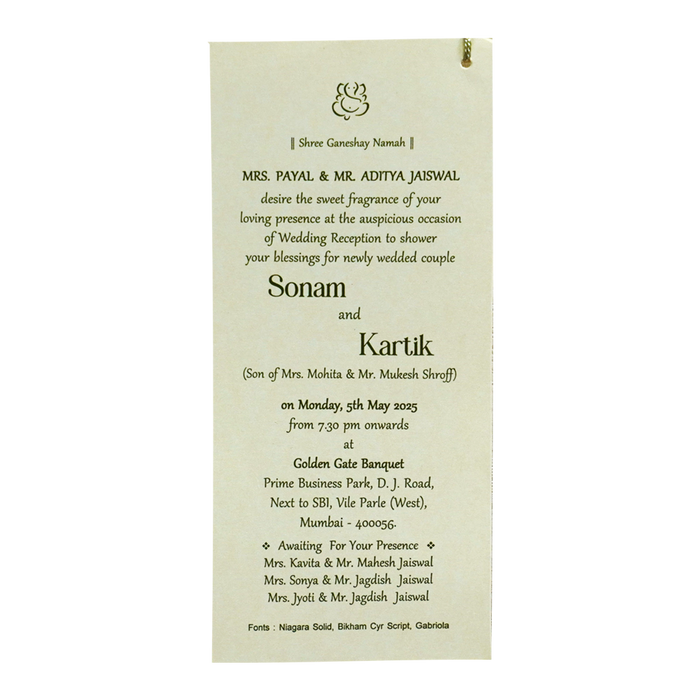 ‖ Shree Ganeshay Namah ‖
MRS. PAYAL & MR. ADITYA JAISWAL
desire the sweet fragrance of your
loving presence at the auspicious occasion
of Wedding Reception to shower
your blessings for newly wedded couple
Sonam
and
Kartik
(Son of Mrs. Mohita & Mr. Mukesh Shroff)
on Monday, 5th May 2025
from 7.30 pm onwards
at
Golden Gate Banquet
Prime Business Park, D. J. Road,
Next to SBI, Vile Parle (West),
Mumbai - 400056.
❖ Awaiting For Your Presence ❖
Mrs. Kavita & Mr. Mahesh Jaiswal
Mrs. Sonya & Mr. Jagdish Jaiswal
Mrs. Jyoti & Mr. Jagdish Jaiswal
Fonts : Niagara Solid, Bikham Cyr Script, Gabriola